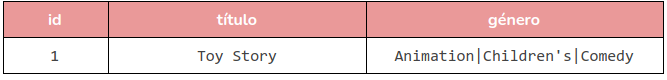 id título género
1 Toy Story Animation|Children's|Comedy